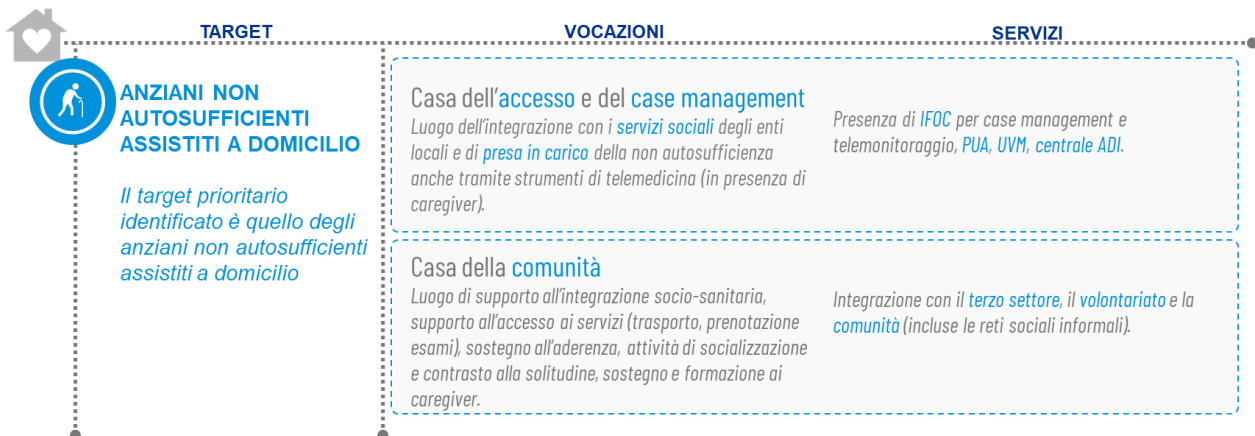 TARGET
VOCAZIONI
SERVIZI
ANZIANI NON
AUTOSUFFICIENTI
ASSISTITI A DOMICILIO
Il target prioritario
identificato è quello degli
anziani non autosufficienti
assistiti a domicilio
Casa dell'accesso e del case management
Luogo dell'integrazione con i servizi sociali degli enti
locali e di presa in carico della non autosufficienza
anche tramite strumenti di telemedicina (in presenza di
caregiver).
Presenza di IFOC per case management e
telemonitoraggio, PUA, UVM, centrale ADI.
Casa della comunità
Luogo di supporto all'integrazione socio-sanitaria,
supporto all'accesso ai servizi (trasporto, prenotazione
esami), sostegno all'aderenza, attività di socializzazione
e contrasto alla solitudine, sostegno e formazione ai
caregiver.
Integrazione con il terzo settore, il volontariato e la
comunità (incluse le reti sociali informali).